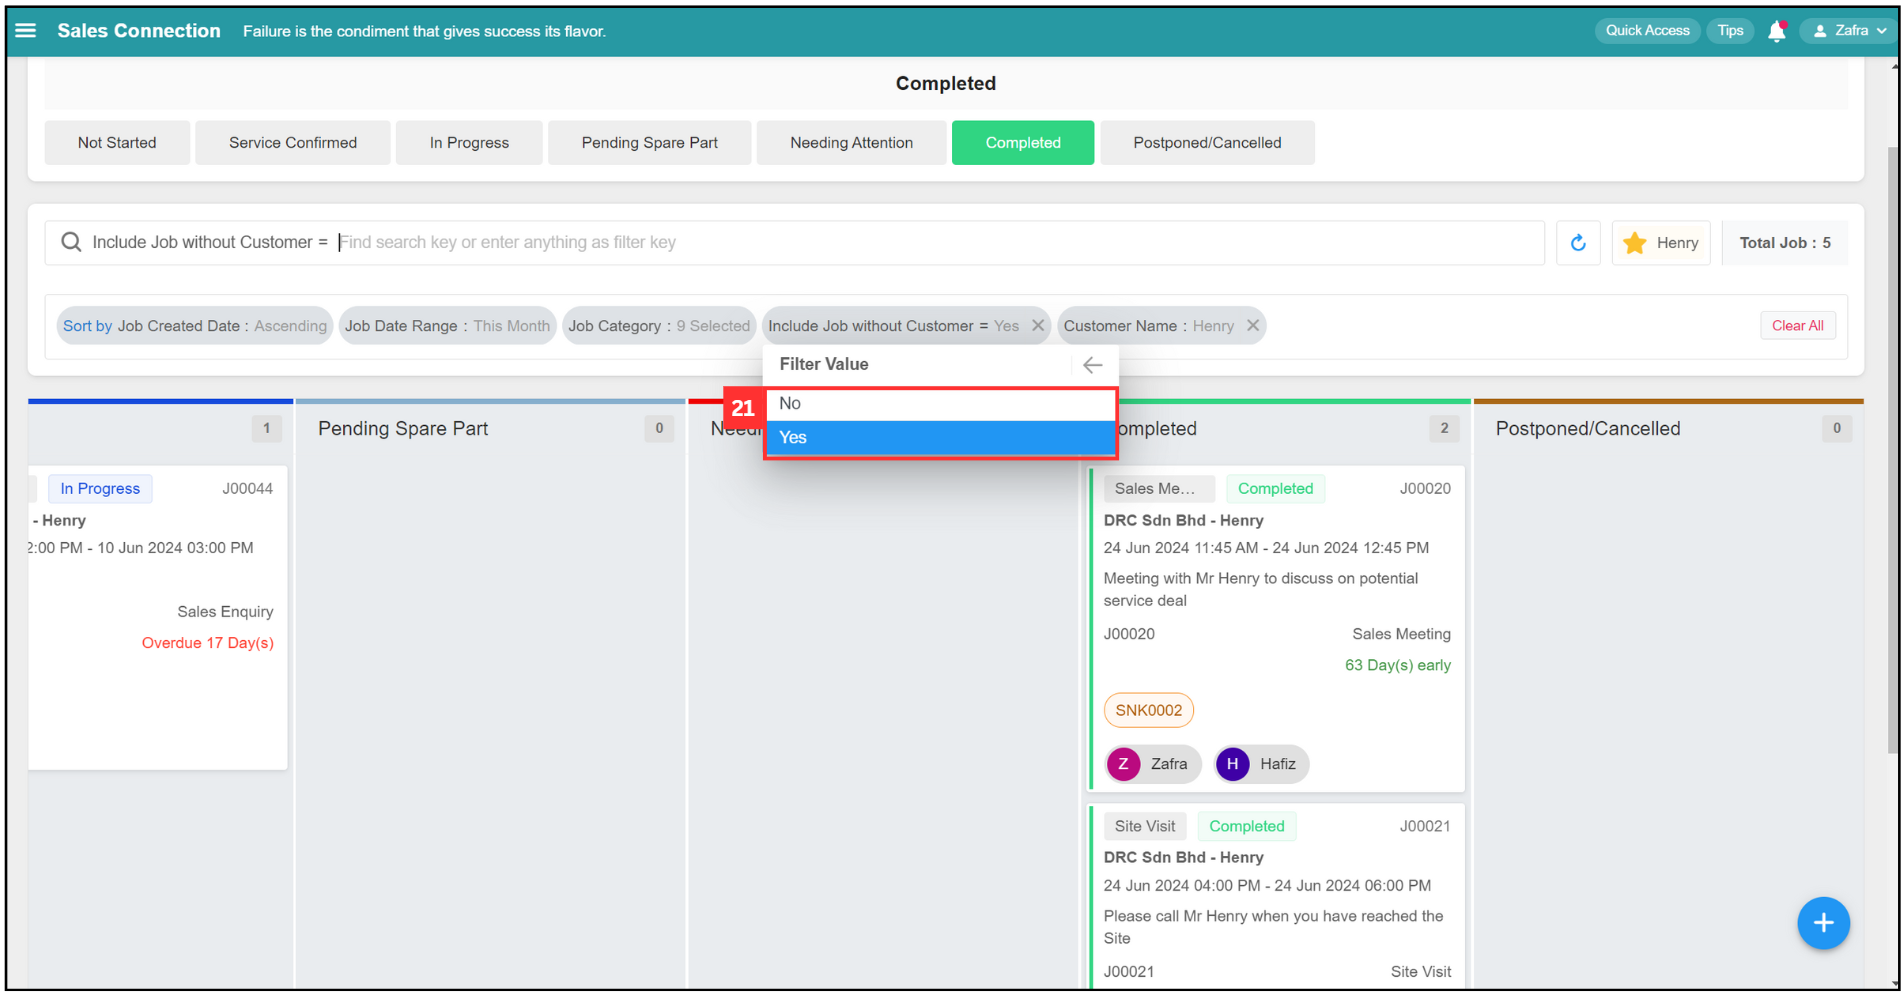 Sales Connection Failure is the condiment that gives success its flavor. Quick Access Tips Zafra
Completed
Not Started Service Confirmed In Progress Pending Spare Part Needing Attention Completed Postponed/Cancelled
Include Job without Customer = Find search key or enter anything as filter key Henry Total Job : 5
Sort by Job Created Date : Ascending Job Date Range : This Month Job Category : 9 Selected Include Job without Customer = Yes Customer Name : Henry Clear All
Filter Value
21 No
Yes
1 Pending Spare Part 0 Needi ompleted 2 Postponed/Cancelled 0
In Progress J00044
- Henry
2:00 PM - 10 Jun 2024 03:00 PM
Sales Enquiry
Overdue 17 Day(s)
Sales Me... Completed J00020
DRC Sdn Bhd - Henry
24 Jun 2024 11:45 AM - 24 Jun 2024 12:45 PM
Meeting with Mr Henry to discuss on potential
service deal
J00020 Sales Meeting
63 Day(s) early
SNK0002
Z Zafra H Hafiz
Site Visit Completed J00021
DRC Sdn Bhd - Henry
24 Jun 2024 04:00 PM - 24 Jun 2024 06:00 PM
Please call Mr Henry when you have reached the
Site
J00021 Site Visit